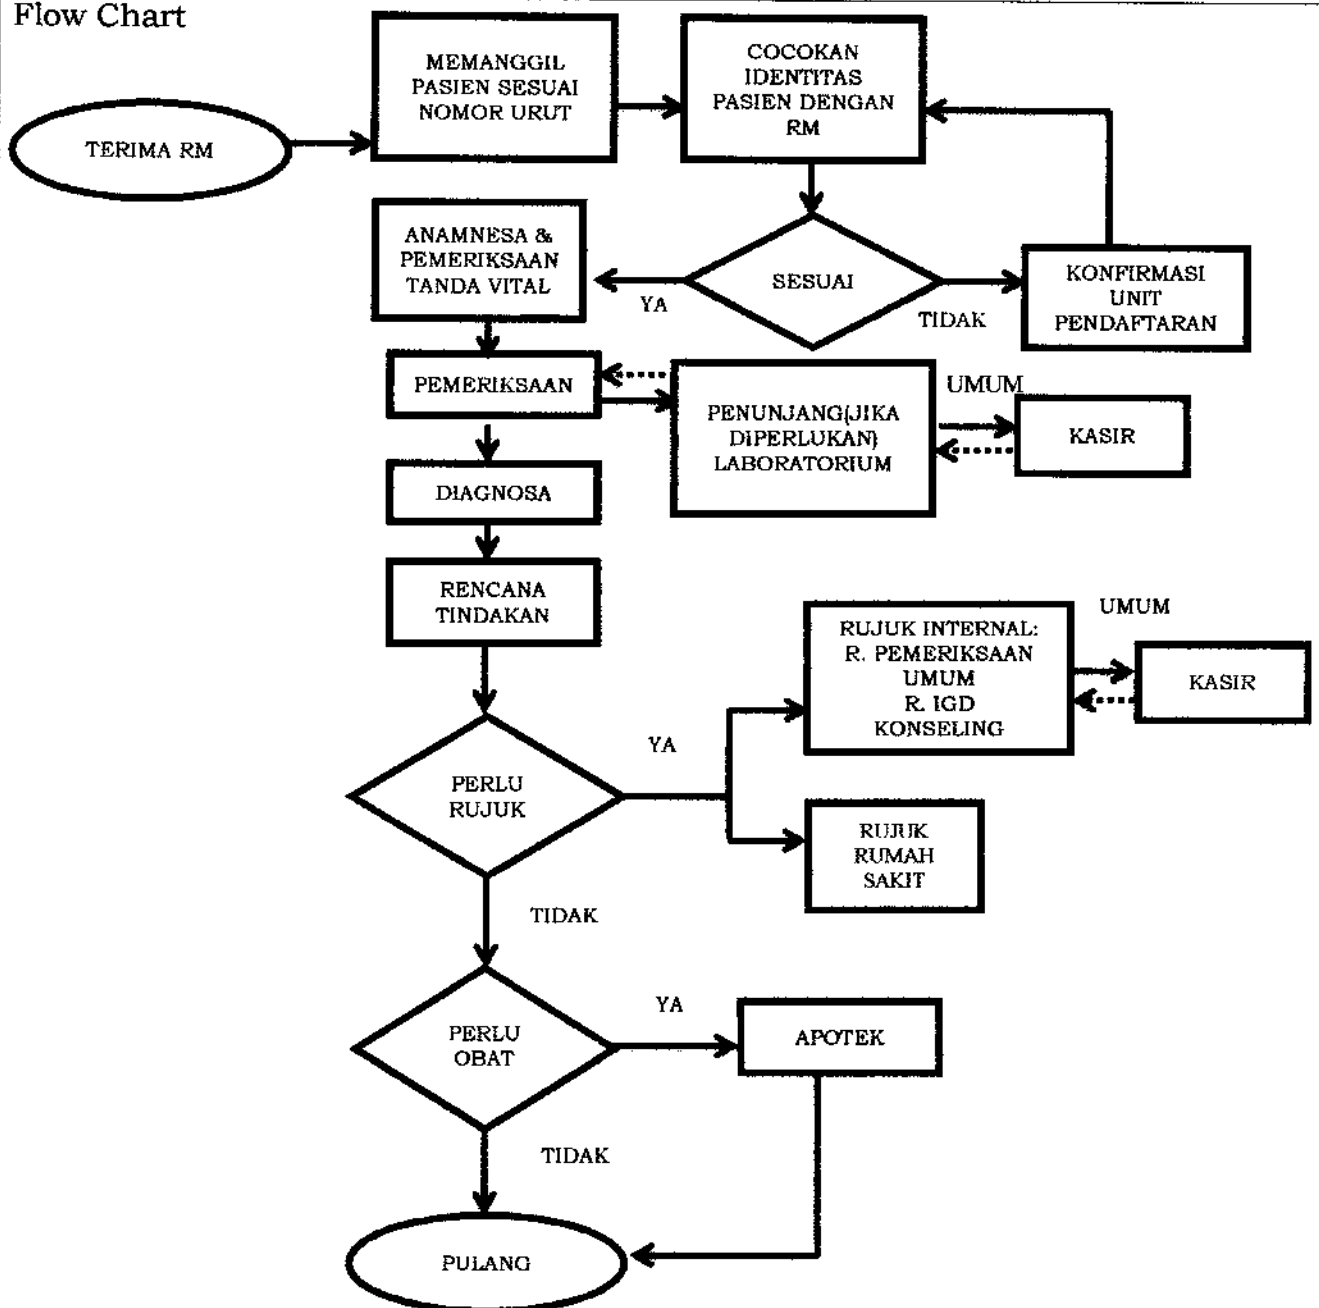 Flow Chart
TERIMA RM
MEMANGGIL
PASIEN SESUAI
NOMOR URUT
COCOKAN
IDENTITAS
PASIEN DENGAN
RM
SESUAI
YA
TIDAK
KONFIRMASI
UNIT
PENDAFTARAN
ANAMNESA &
PEMERIKSAAN
TANDA VITAL
PEMERIKSAAN
PENUNJANG(JIKA
DIPERLUKAN)
LABORATORIUM
UMUM
KASIR
DIAGNOSA
RENCANA
TINDAKAN
PERLU
RUJUK
YA
RUJUK INTERNAL:
R. PEMERIKSAAN
UMUM
R. IGD
KONSELING
UMUM
KASIR
RUJUK
RUMAH
SAKIT
TIDAK
PERLU
OBAT
YA
APOTEK
TIDAK
PULANG